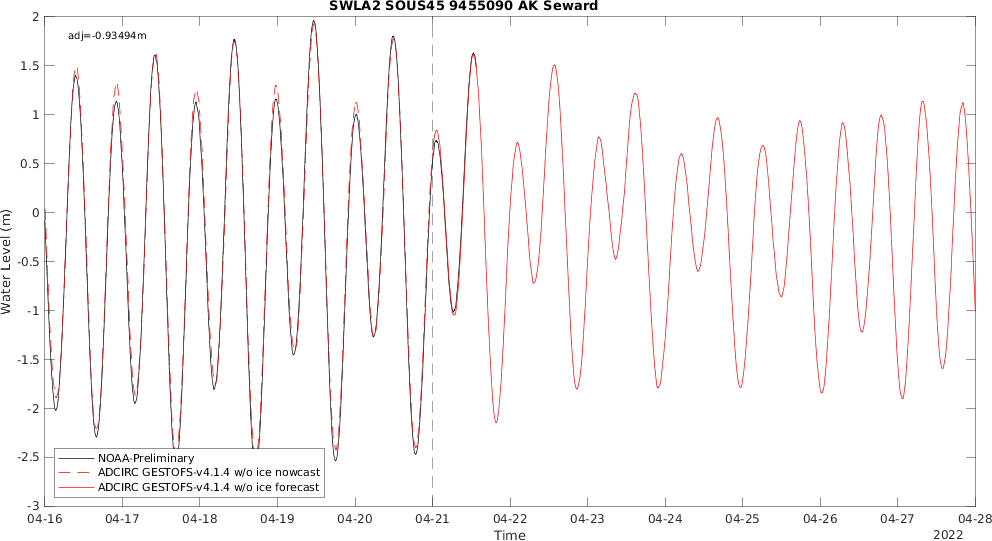 SWLA2 SOUS45 9455090 AK Seward
adj=-0.93494m
2
1.5
1
0.5
0
-0.5
-1
-1.5
-2
-2.5
-3
Water Level (m)
NOAA-Preliminary
ADCIRC GESTOFS-v4.1.4 w/o ice nowcast
ADCIRC GESTOFS-v4.1.4 w/o ice forecast
04-16 04-17 04-18 04-19 04-20 04-21 04-22 04-23 04-24 04-25 04-26 04-27 04-28
Time
2022